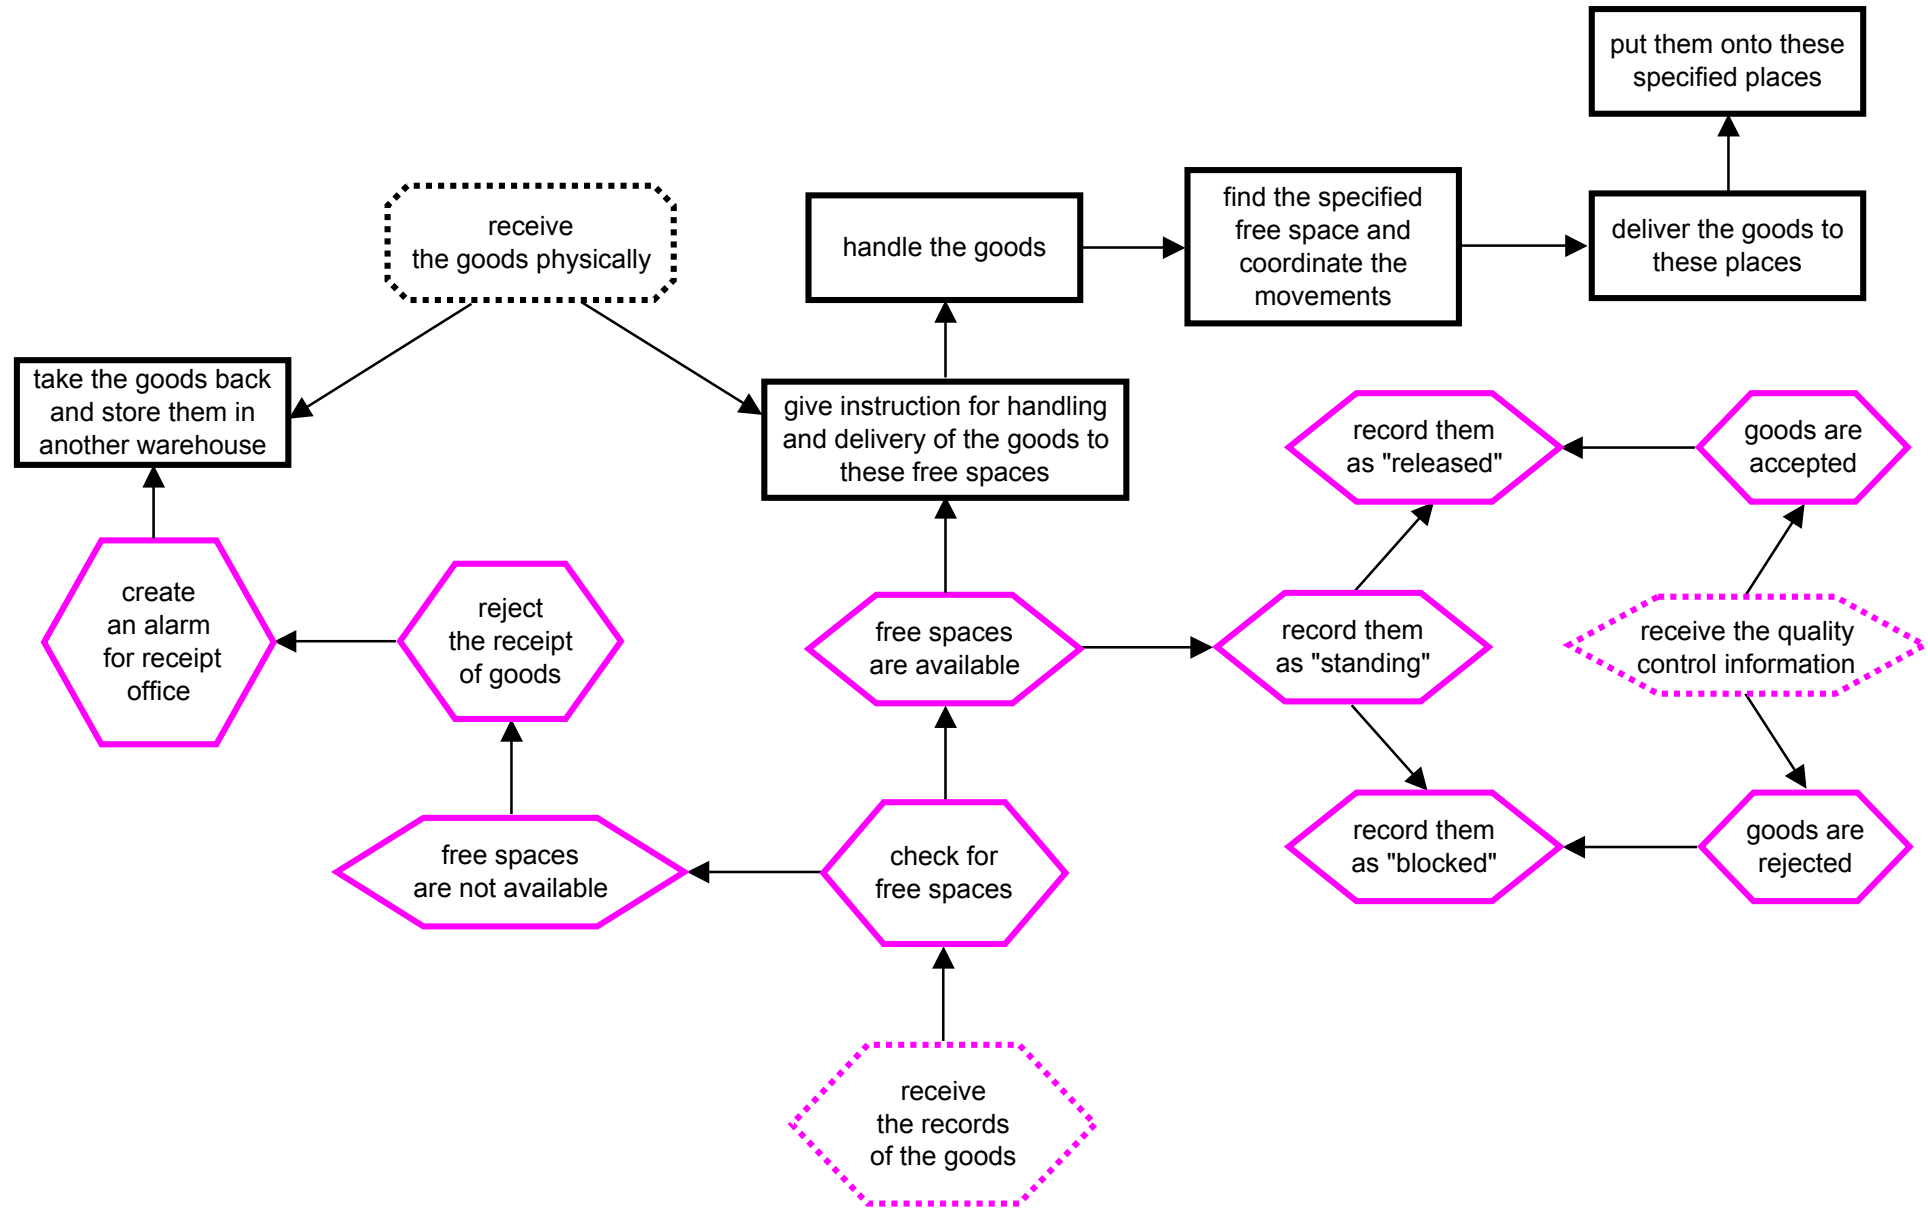 put them onto these
specified places
receive
the goods physically
handle the goods
find the specified
free space and
coordinate the
movements
deliver the goods to
these places
take the goods back
and store them in
another warehouse
give instruction for handling
and delivery of the goods to
these free spaces
record them
as "released"
goods are
accepted
create
an alarm
for receipt
office
reject
the receipt
of goods
free spaces
are available
record them
as "standing"
receive the quality
control information
free spaces
are not available
check for
free spaces
record them
as "blocked"
goods are
rejected
receive
the records
of the goods